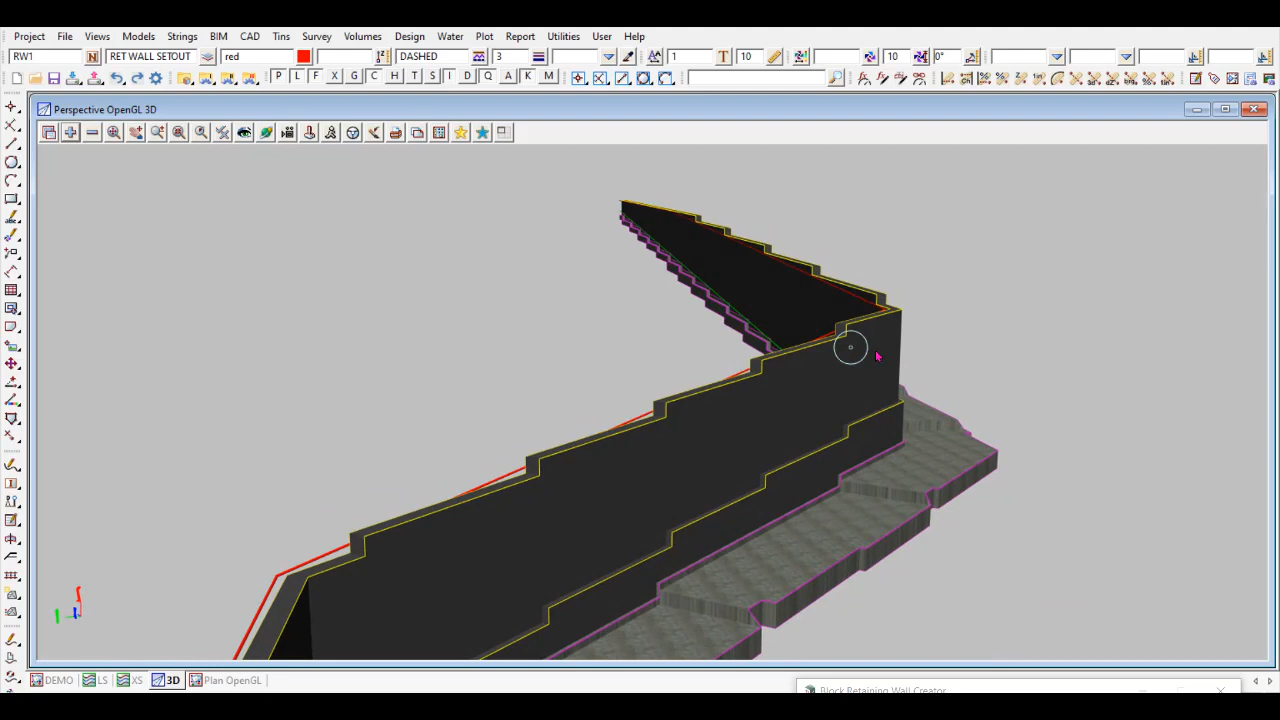 Project File Views Models Strings BIM CAD Tins Survey Volumes Design Water Plot Report Utilities User Help
RW1 N RET WALL SETOUT red DASHED 3 1 T 10 10 0°
P L F X G C H T S I D Q A K M
Perspective OpenGL 3D
DEMO LS XS 3D Plan OpenGL
Block Retaining Wall Creator